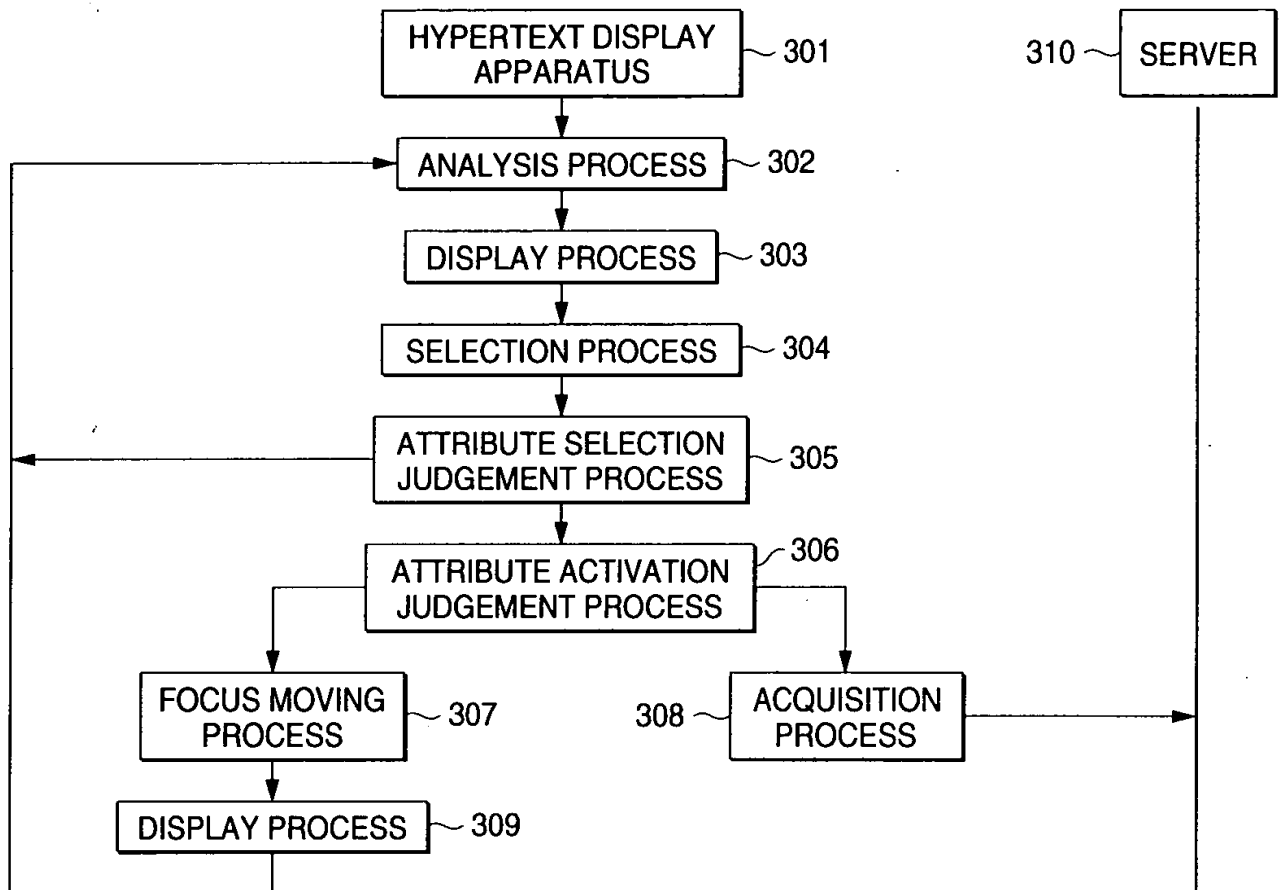 HYPERTEXT DISPLAY
APPARATUS
301
310
SERVER
ANALYSIS PROCESS
302
DISPLAY PROCESS
303
SELECTION PROCESS
304
ATTRIBUTE SELECTION
JUDGEMENT PROCESS
305
ATTRIBUTE ACTIVATION
JUDGEMENT PROCESS
306
FOCUS MOVING
PROCESS
307
308
ACQUISITION
PROCESS
DISPLAY PROCESS
309